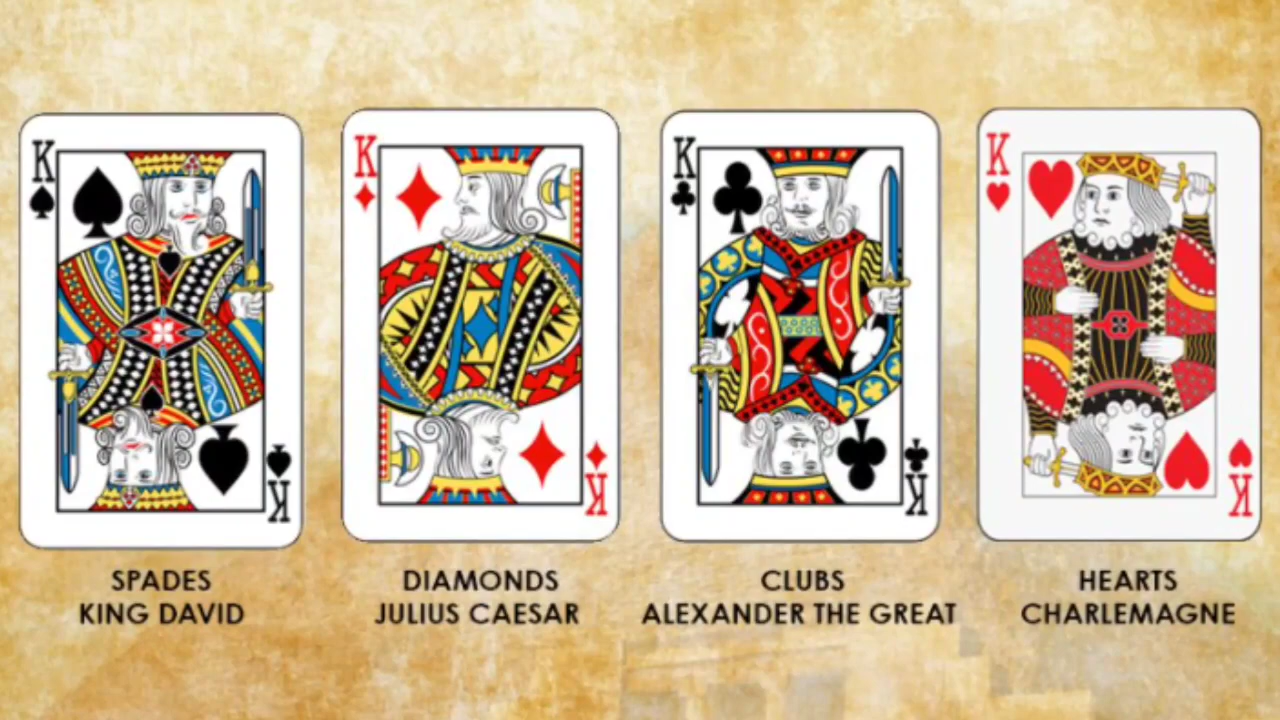 K
K
K
K
SPADES
KING DAVID
DIAMONDS
JULIUS CAESAR
CLUBS
ALEXANDER THE GREAT
HEARTS
CHARLEMAGNE
K
K
K
K